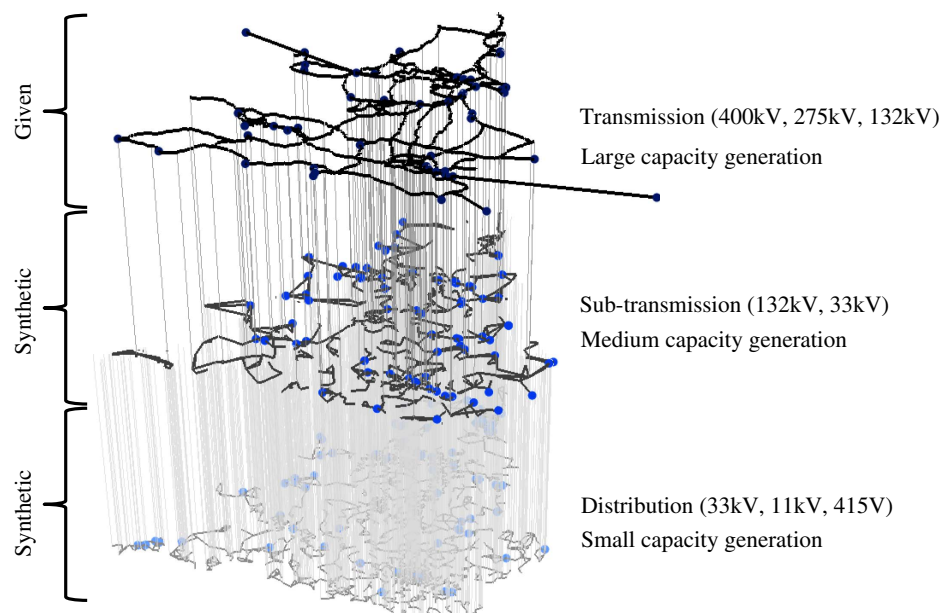 Given
Transmission (400kV, 275kV, 132kV)
Large capacity generation
Synthetic
Sub-transmission (132kV, 33kV)
Medium capacity generation
Synthetic
Distribution (33kV, 11kV, 415V)
Small capacity generation